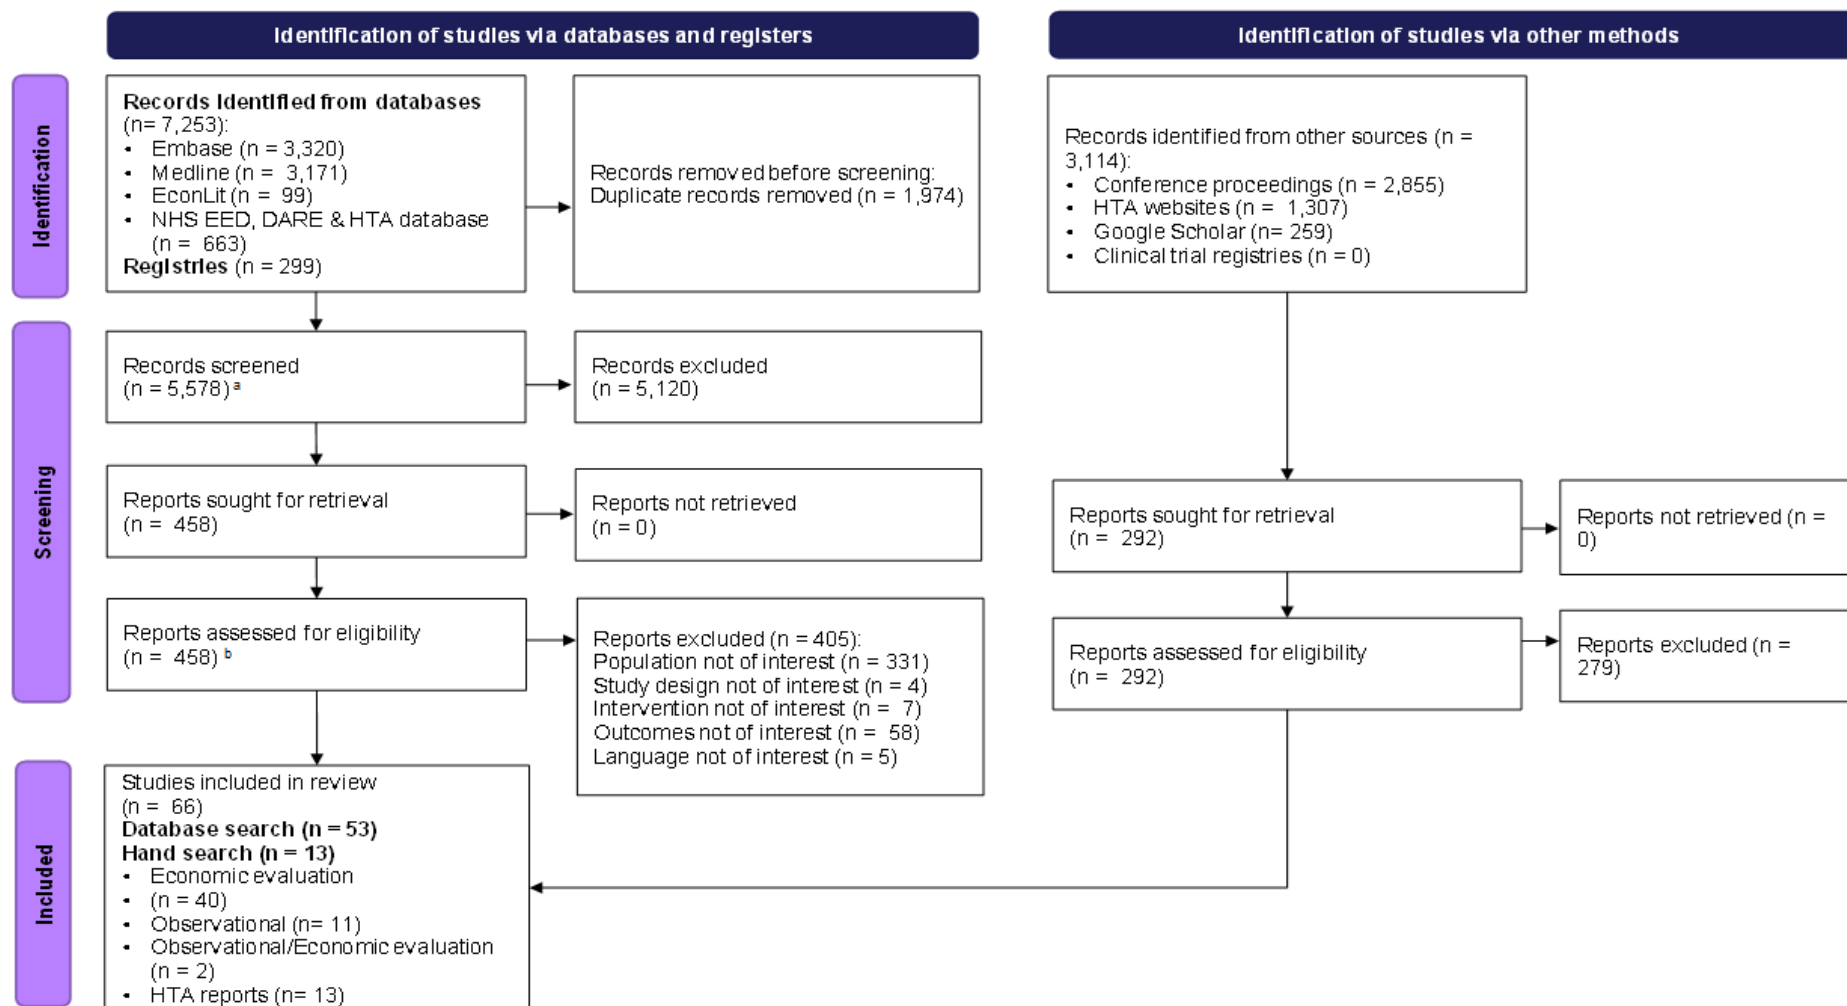 Identification of studies via databases and registers
Identification of studies via other methods
Identification
Records identified from databases
(n= 7,253):
• Embase (n = 3,320)
• Medline (n = 3,171)
• EconLit (n = 99)
• NHS EED, DARE & HTA database
(n = 663)
Registries (n = 299)
Records removed before screening:
Duplicate records removed (n = 1,974)
Records identified from other sources (n =
3,114):
• Conference proceedings (n = 2,855)
• HTA websites (n = 1,307)
• Google Scholar (n= 259)
• Clinical trial registries (n = 0)
Screening
Records screened
(n = 5,578) a
Records excluded
(n = 5,120)
Reports sought for retrieval
(n = 458)
Reports not retrieved
(n = 0)
Reports sought for retrieval
(n = 292)
Reports not retrieved (n =
0)
Reports assessed for eligibility
(n = 458) b
Reports excluded (n = 405):
Population not of interest (n = 331)
Study design not of interest (n = 4)
Intervention not of interest (n = 7)
Outcomes not of interest (n = 58)
Language not of interest (n = 5)
Reports assessed for eligibility
(n = 292)
Reports excluded (n =
279)
Included
Studies included in review
(n = 66)
Database search (n = 53)
Hand search (n = 13)
• Economic evaluation
• (n = 40)
• Observational (n= 11)
• Observational/Economic evaluation
(n = 2)
• HTA reports (n= 13)